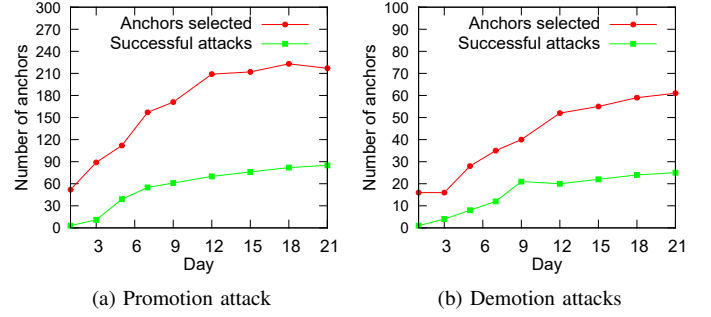 Anchors selected
Successful attacks
Number of anchors
300
270
240
210
180
150
120
90
60
30
0
3 6 9 12 15 18 21
Day
(a) Promotion attack
Anchors selected
Successful attacks
Number of anchors
100
90
80
70
60
50
40
30
20
10
0
3 6 9 12 15 18 21
Day
(b) Demotion attacks